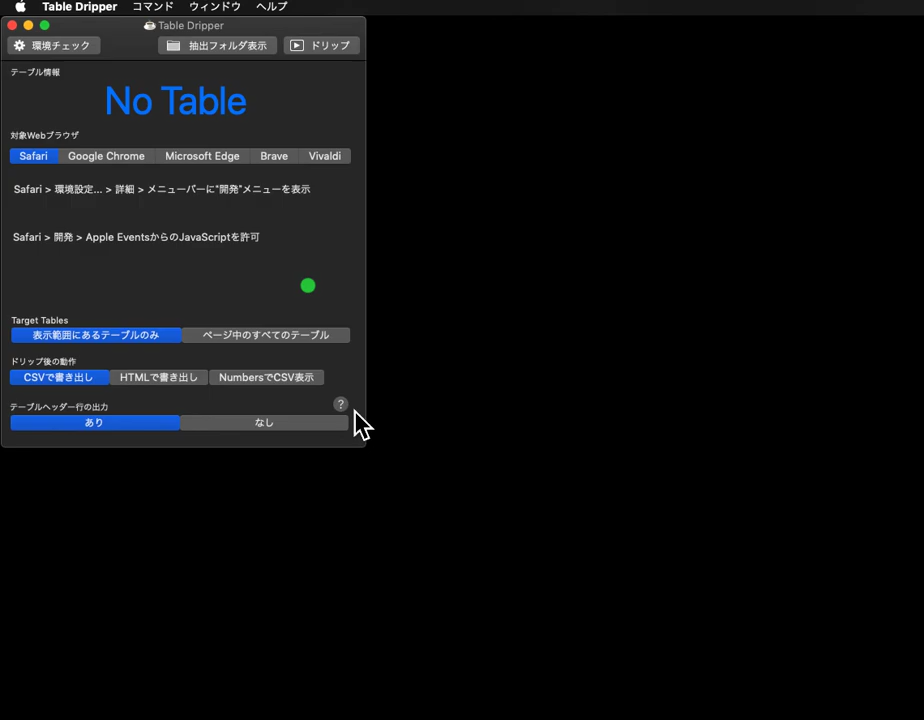 Table Dripper コマンド ウィンドウ ヘルプ
Table Dripper
環境チェック 抽出フォルダ表示 ドリップ
テーブル情報
No Table
対象Webブラウザ
Safari Google Chrome Microsoft Edge Brave Vivaldi
Safari > 環境設定... > 詳細 > メニューバーに"開発"メニューを表示
Safari > 開発 > Apple EventsからのJavaScriptを許可
Target Tables
表示範囲にあるテーブルのみ ページ中のすべてのテーブル
ドリップ後の動作
CSVで書き出し HTMLで書き出し NumbersでCSV表示
テーブルヘッダー行の出力 ?
あり なし